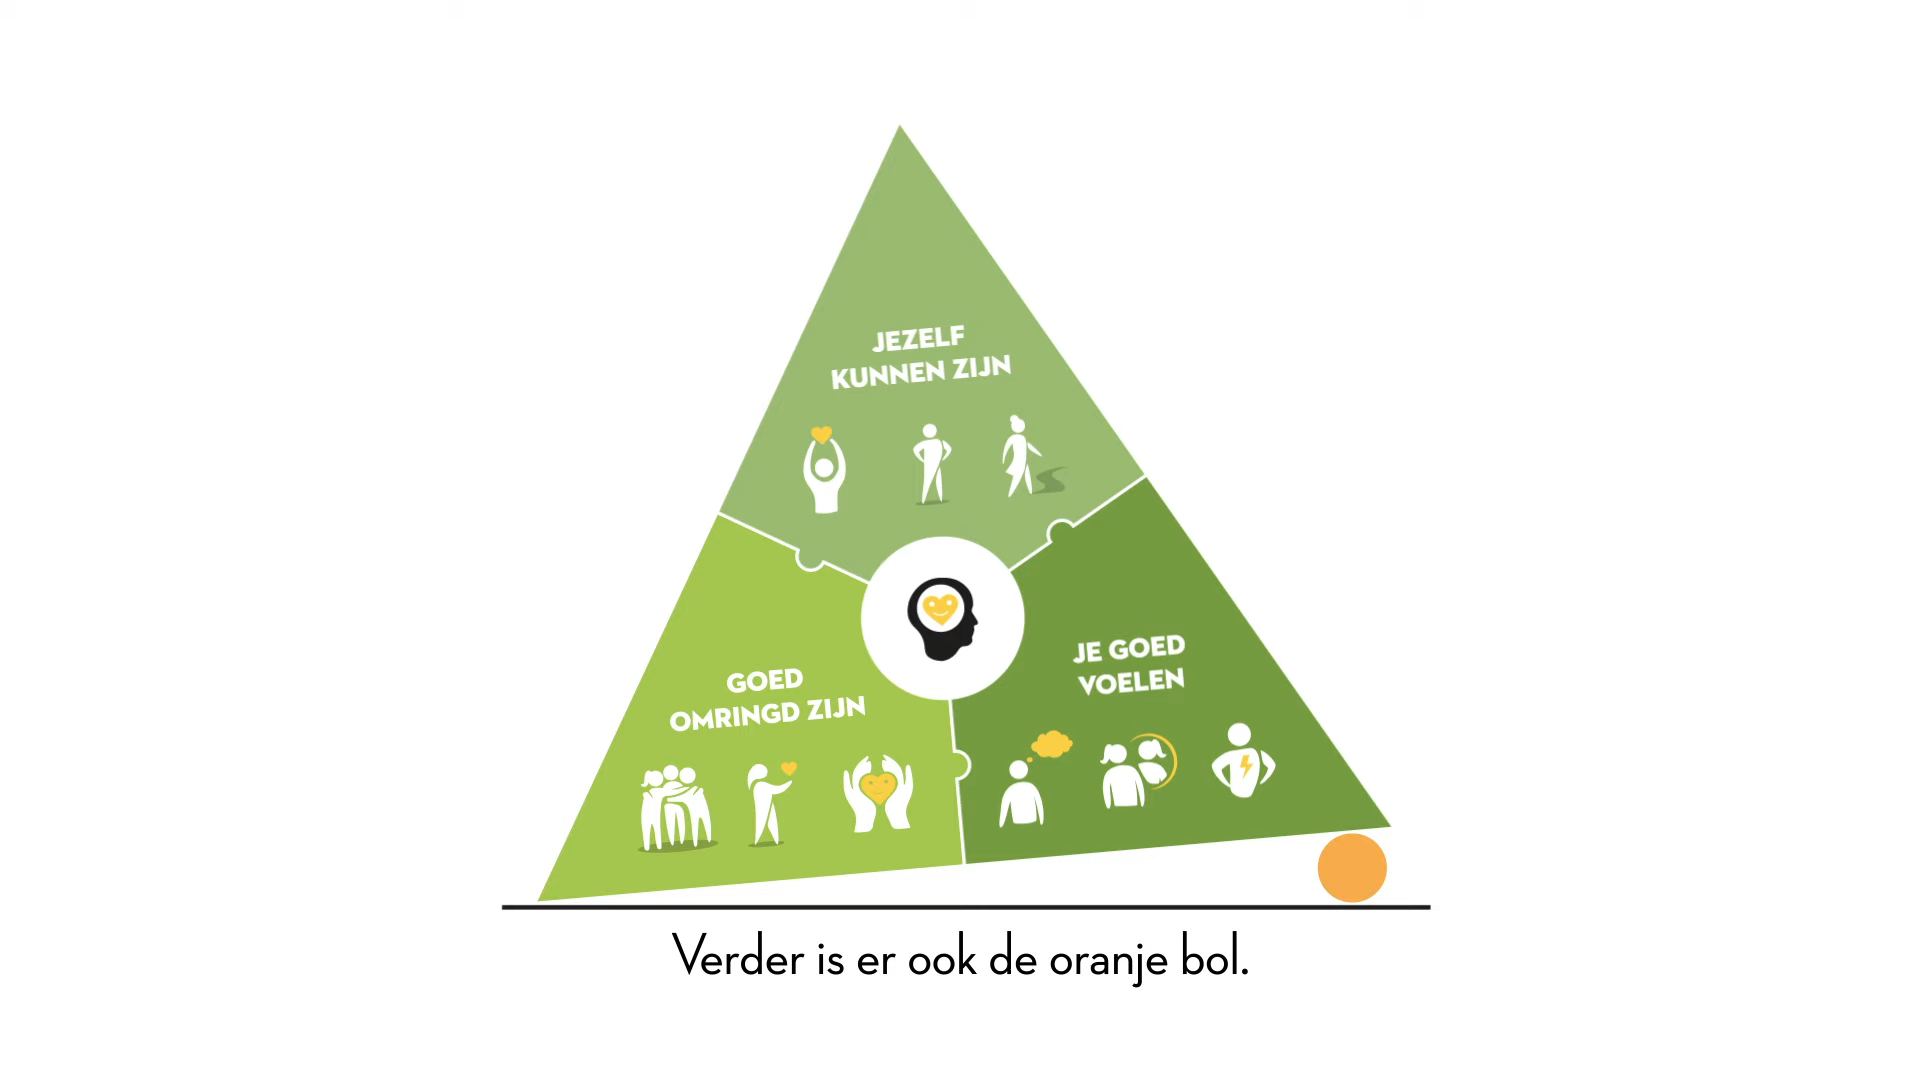 JEZELF
KUNNEN ZIJN
GOED
OMRINGD ZIJN
JE GOED
VOELEN
Verder is er ook de oranje bol.